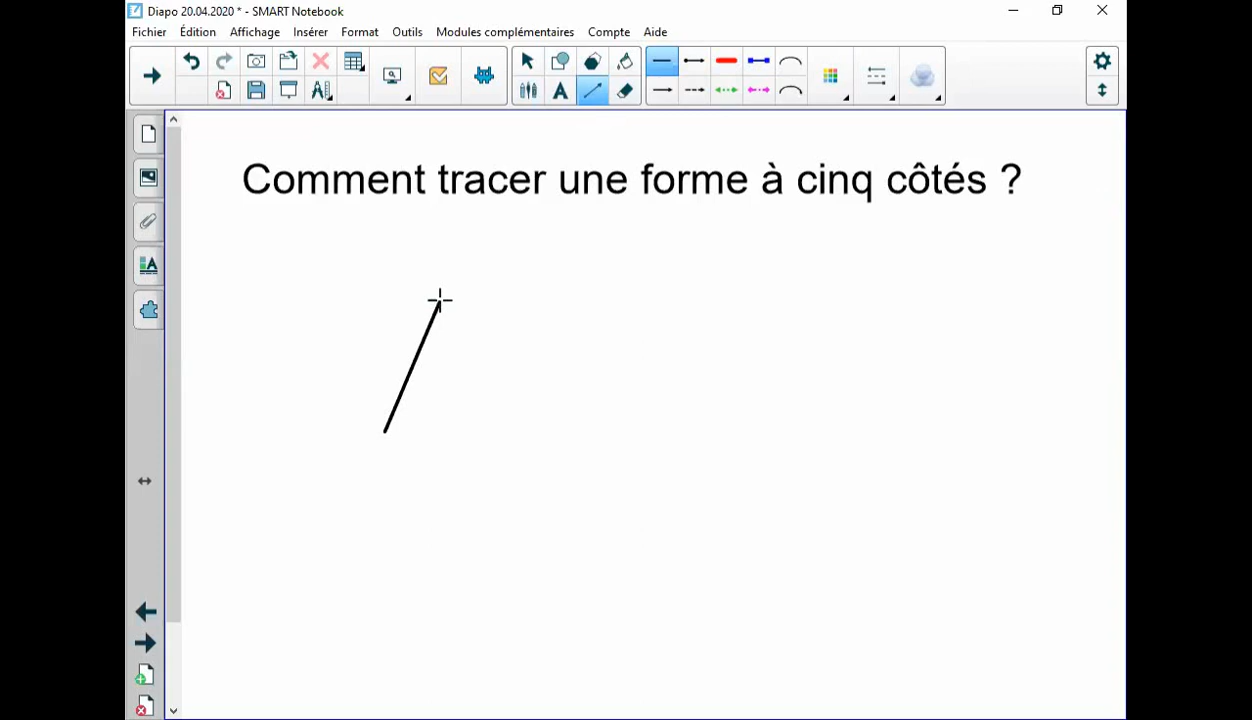 Diapo 20.04.2020 * - SMART Notebook
Fichier Édition Affichage Insérer Format Outils Modules complémentaires Compte Aide
Comment tracer une forme à cinq côtés ?